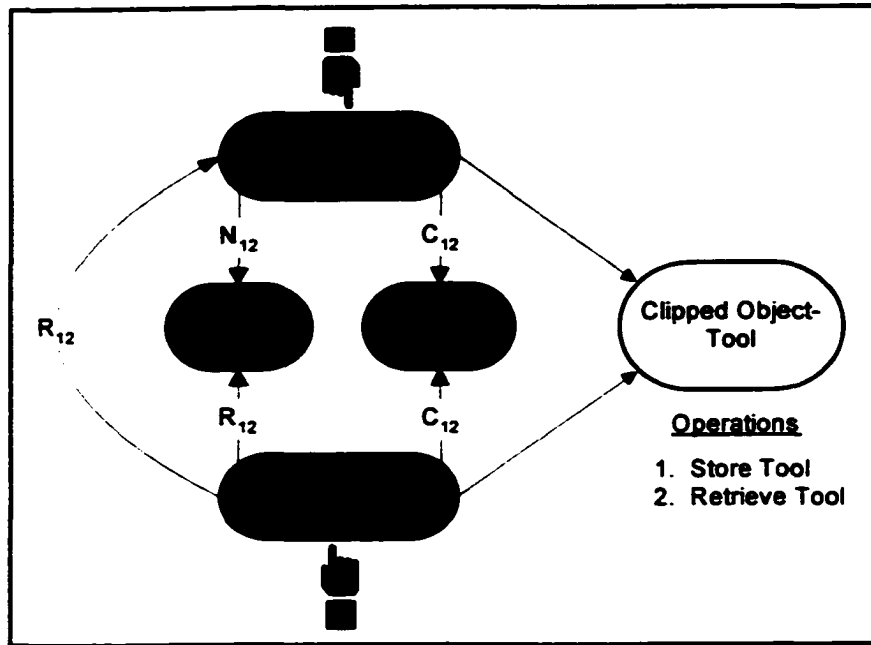 N₁₂
C₁₂
R₁₂
Clipped Object-
Tool
R₁₂
C₁₂
Operations
1. Store Tool
2. Retrieve Tool